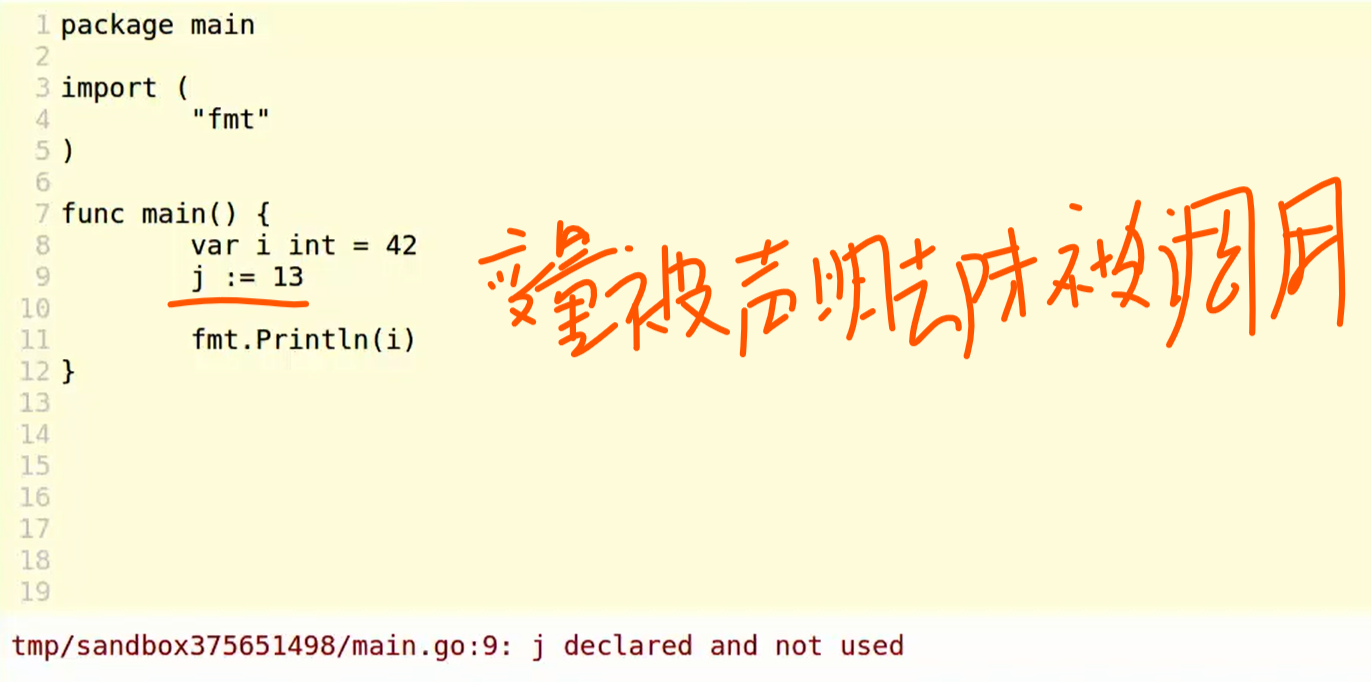 1 package main
2
3 import (
4 "fmt"
5 )
6
7 func main() {
8 var i int = 42
9 j := 13
变量被声明却未被调用
10
11 fmt.Println(i)
12 }
13
14
15
16
17
18
19
tmp/sandbox375651498/main.go:9: j declared and not used